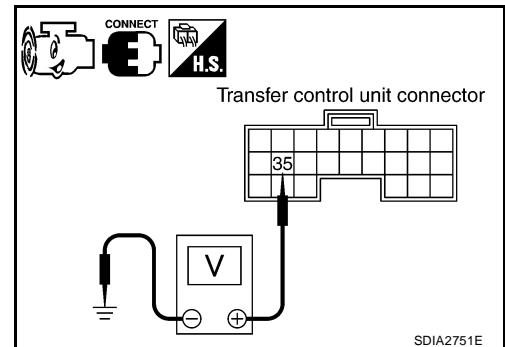 CONNECT
H.S.
Transfer control unit connector
35
V
− +
SDIA2751E